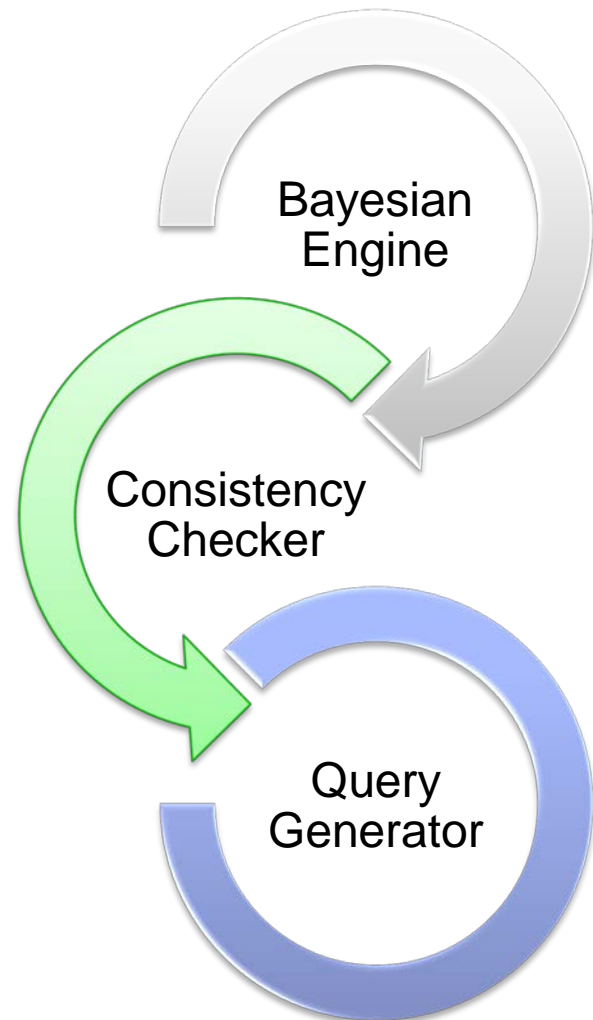 Bayesian
Engine
Consistency
Checker
Query
Generator